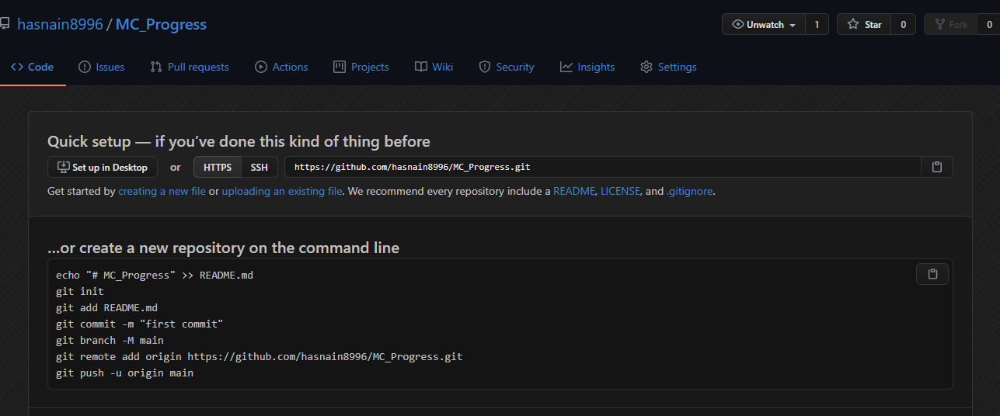 hasnain8996 / MC_Progress
Unwatch 1 Star 0 Fork 0
Code Issues Pull requests Actions Projects Wiki Security Insights Settings
Quick setup — if you’ve done this kind of thing before
Set up in Desktop or HTTPS SSH https://github.com/hasnain8996/MC_Progress.git
Get started by creating a new file or uploading an existing file. We recommend every repository include a README, LICENSE, and .gitignore.
…or create a new repository on the command line
echo "# MC_Progress" >> README.md
git init
git add README.md
git commit -m "first commit"
git branch -M main
git remote add origin https://github.com/hasnain8996/MC_Progress.git
git push -u origin main